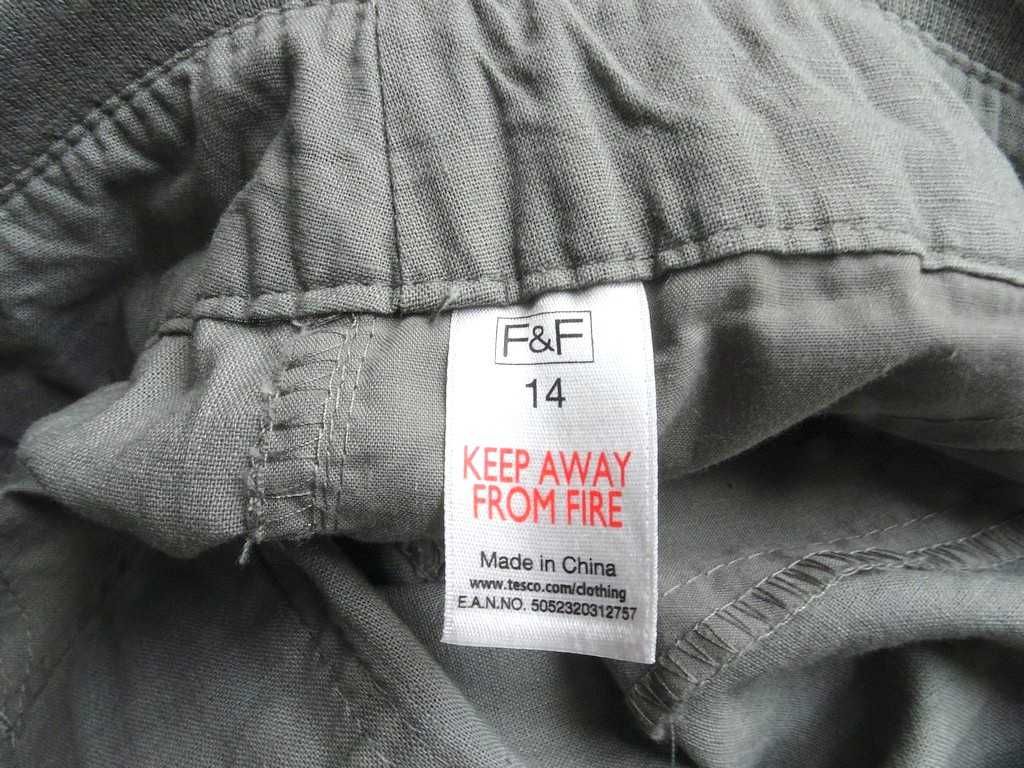 F&F
14
KEEP AWAY
FROM FIRE
Made in China
www.tesco.com/clothing
E.A.N.NO. 5052320312757